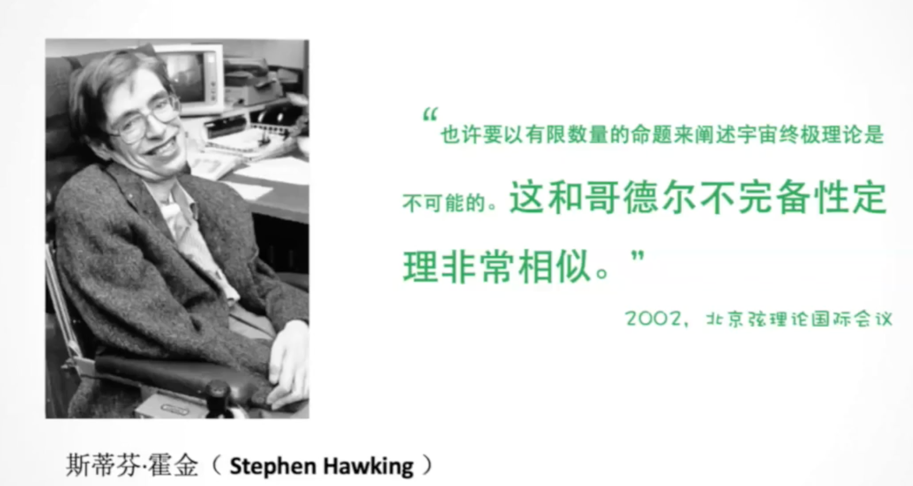 “也许要以有限数量的命题来阐述宇宙终极理论是
不可能的。这和哥德尔不完备性定
理非常相似。”
2002，北京弦理论国际会议
斯蒂芬·霍金（ Stephen Hawking ）